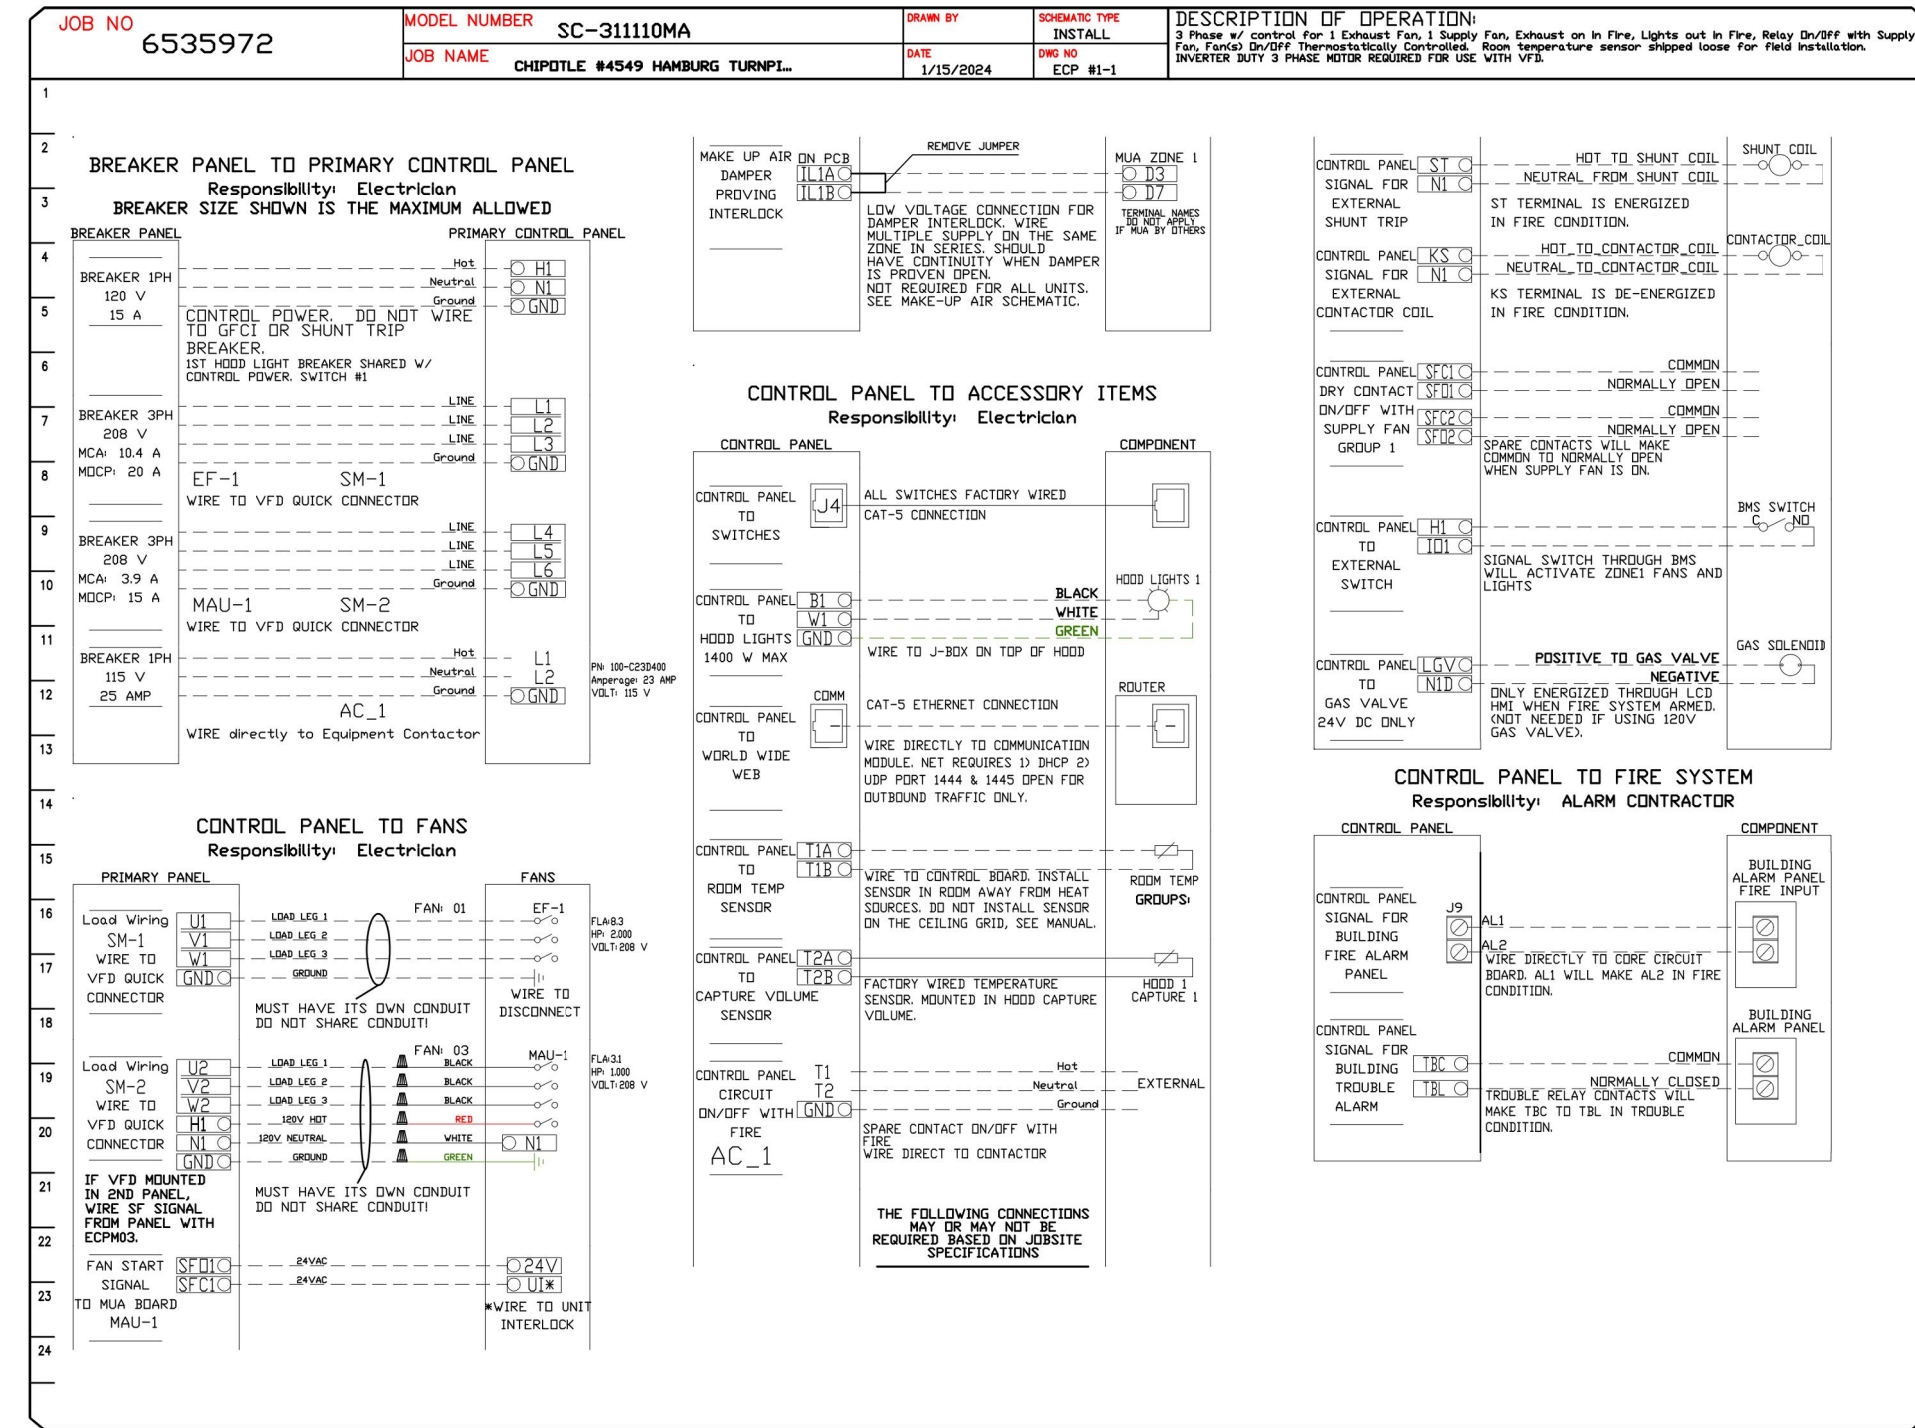 JOB NO
6535972
MODEL NUMBER
SC-311110MA
JOB NAME
CHIPOTLE #4549 HAMBURG TURNPI...
DRAWN BY
DATE
1/15/2024
SCHEMATIC TYPE
INSTALL
DWG NO
ECP #1-1
DESCRIPTION OF OPERATION:
3 Phase w/ control for 1 Exhaust Fan, 1 Supply Fan, Exhaust on in Fire, Lights out in Fire, Relay On/Off with Supply
Fan, Fan(s) On/Off Thermostatically Controlled. Room temperature sensor shipped loose for field installation.
INVERTER DUTY 3 PHASE MOTOR REQUIRED FOR USE WITH VFD.
1
2
3
4
5
6
7
8
9
10
11
12
13
14
15
16
17
18
19
20
21
22
23
24
BREAKER PANEL TO PRIMARY CONTROL PANEL
Responsibility: Electrician
BREAKER SIZE SHOWN IS THE MAXIMUM ALLOWED
BREAKER PANEL
PRIMARY CONTROL PANEL
BREAKER 1PH
120 V
15 A
Hot
H1
Neutral
N1
Ground
GND
CONTROL POWER. DO NOT WIRE
TO GFCI OR SHUNT TRIP
BREAKER.
1ST HOOD LIGHT BREAKER SHARED W/
CONTROL POWER. SWITCH #1
BREAKER 3PH
208 V
MCA: 10.4 A
MOCP: 20 A
LINE
L1
LINE
L2
LINE
L3
Ground
GND
EF-1
SM-1
WIRE TO VFD QUICK CONNECTOR
BREAKER 3PH
208 V
MCA: 3.9 A
MOCP: 15 A
LINE
L4
LINE
L5
LINE
L6
Ground
GND
MAU-1
SM-2
WIRE TO VFD QUICK CONNECTOR
BREAKER 1PH
115 V
25 AMP
Hot
L1
Neutral
L2
Ground
GND
PN: 100-C23D400
Amperage: 23 AMP
VOLT: 115 V
AC_1
WIRE directly to Equipment Contactor
CONTROL PANEL TO FANS
Responsibility: Electrician
PRIMARY PANEL
FANS
Load Wiring
SM-1
WIRE TO
VFD QUICK
CONNECTOR
U1
V1
W1
GND
LOAD LEG 1
LOAD LEG 2
LOAD LEG 3
GROUND
FAN: 01
EF-1
FLA:8.3
HP: 2.000
VOLT:208 V
WIRE TO
DISCONNECT
MUST HAVE ITS OWN CONDUIT
DO NOT SHARE CONDUIT!
Load Wiring
SM-2
WIRE TO
VFD QUICK
CONNECTOR
U2
V2
W2
H1
N1
GND
LOAD LEG 1
LOAD LEG 2
LOAD LEG 3
120V HOT
120V NEUTRAL
GROUND
FAN: 03
BLACK
BLACK
BLACK
RED
WHITE
GREEN
MAU-1
N1
FLA:3.1
HP: 1.000
VOLT:208 V
IF VFD MOUNTED
IN 2ND PANEL,
WIRE SF SIGNAL
FROM PANEL WITH
ECPM03.
MUST HAVE ITS OWN CONDUIT
DO NOT SHARE CONDUIT!
FAN START
SIGNAL
TO MUA BOARD
MAU-1
SFO1
SFC1
24VAC
24VAC
24V
UI*
*WIRE TO UNIT
INTERLOCK
MAKE UP AIR
DAMPER
PROVING
INTERLOCK
ON PCB
IL1A
IL1B
REMOVE JUMPER
MUA ZONE 1
D3
D7
TERMINAL NAMES
DO NOT APPLY
IF MUA BY OTHERS
LOW VOLTAGE CONNECTION FOR
DAMPER INTERLOCK. WIRE
MULTIPLE SUPPLY ON THE SAME
ZONE IN SERIES. SHOULD
HAVE CONTINUITY WHEN DAMPER
IS PROVEN OPEN.
NOT REQUIRED FOR ALL UNITS.
SEE MAKE-UP AIR SCHEMATIC.
CONTROL PANEL TO ACCESSORY ITEMS
Responsibility: Electrician
CONTROL PANEL
COMPONENT
CONTROL PANEL
TO
SWITCHES
J4
ALL SWITCHES FACTORY WIRED
CAT-5 CONNECTION
CONTROL PANEL
TO
HOOD LIGHTS
1400 W MAX
B1
W1
GND
BLACK
WHITE
GREEN
HOOD LIGHTS 1
WIRE TO J-BOX ON TOP OF HOOD
CONTROL PANEL
TO
WORLD WIDE
WEB
COMM
CAT-5 ETHERNET CONNECTION
ROUTER
WIRE DIRECTLY TO COMMUNICATION
MODULE. NET REQUIRES 1) DHCP 2)
UDP PORT 1444 & 1445 OPEN FOR
OUTBOUND TRAFFIC ONLY.
CONTROL PANEL
TO
ROOM TEMP
SENSOR
T1A
T1B
WIRE TO CONTROL BOARD. INSTALL
SENSOR IN ROOM AWAY FROM HEAT
SOURCES. DO NOT INSTALL SENSOR
ON THE CEILING GRID, SEE MANUAL.
ROOM TEMP
GROUPS:
CONTROL PANEL
TO
CAPTURE VOLUME
SENSOR
T2A
T2B
FACTORY WIRED TEMPERATURE
SENSOR. MOUNTED IN HOOD CAPTURE
VOLUME.
HOOD 1
CAPTURE 1
CONTROL PANEL
CIRCUIT
ON/OFF WITH
FIRE
AC_1
T1
T2
GND
Hot
Neutral
Ground
EXTERNAL
SPARE CONTACT ON/OFF WITH
FIRE
WIRE DIRECT TO CONTACTOR
THE FOLLOWING CONNECTIONS
MAY OR MAY NOT BE
REQUIRED BASED ON JOBSITE
SPECIFICATIONS
CONTROL PANEL
SIGNAL FOR
EXTERNAL
SHUNT TRIP
ST
N1
HOT TO SHUNT COIL
NEUTRAL FROM SHUNT COIL
SHUNT COIL
ST TERMINAL IS ENERGIZED
IN FIRE CONDITION.
CONTROL PANEL
SIGNAL FOR
EXTERNAL
CONTACTOR COIL
KS
N1
HOT TO CONTACTOR COIL
NEUTRAL TO CONTACTOR COIL
CONTACTOR COIL
KS TERMINAL IS DE-ENERGIZED
IN FIRE CONDITION.
CONTROL PANEL
DRY CONTACT
ON/OFF WITH
SUPPLY FAN
GROUP 1
SFC1
SFO1
SFC2
SFO2
COMMON
NORMALLY OPEN
COMMON
NORMALLY OPEN
SPARE CONTACTS WILL MAKE
COMMON TO NORMALLY OPEN
WHEN SUPPLY FAN IS ON.
CONTROL PANEL
TO
EXTERNAL
SWITCH
H1
IO1
BMS SWITCH
C
NO
SIGNAL SWITCH THROUGH BMS
WILL ACTIVATE ZONE1 FANS AND
LIGHTS
CONTROL PANEL
TO
GAS VALVE
24V DC ONLY
LGV
N1D
POSITIVE TO GAS VALVE
NEGATIVE
GAS SOLENOID
ONLY ENERGIZED THROUGH LCD
HMI WHEN FIRE SYSTEM ARMED.
(NOT NEEDED IF USING 120V
GAS VALVE).
CONTROL PANEL TO FIRE SYSTEM
Responsibility: ALARM CONTRACTOR
CONTROL PANEL
COMPONENT
CONTROL PANEL
SIGNAL FOR
BUILDING
FIRE ALARM
PANEL
J9
AL1
AL2
BUILDING
ALARM PANEL
FIRE INPUT
WIRE DIRECTLY TO CORE CIRCUIT
BOARD. AL1 WILL MAKE AL2 IN FIRE
CONDITION.
CONTROL PANEL
SIGNAL FOR
BUILDING
TROUBLE
ALARM
TBC
TBL
COMMON
NORMALLY CLOSED
BUILDING
ALARM PANEL
TROUBLE RELAY CONTACTS WILL
MAKE TBC TO TBL IN TROUBLE
CONDITION.